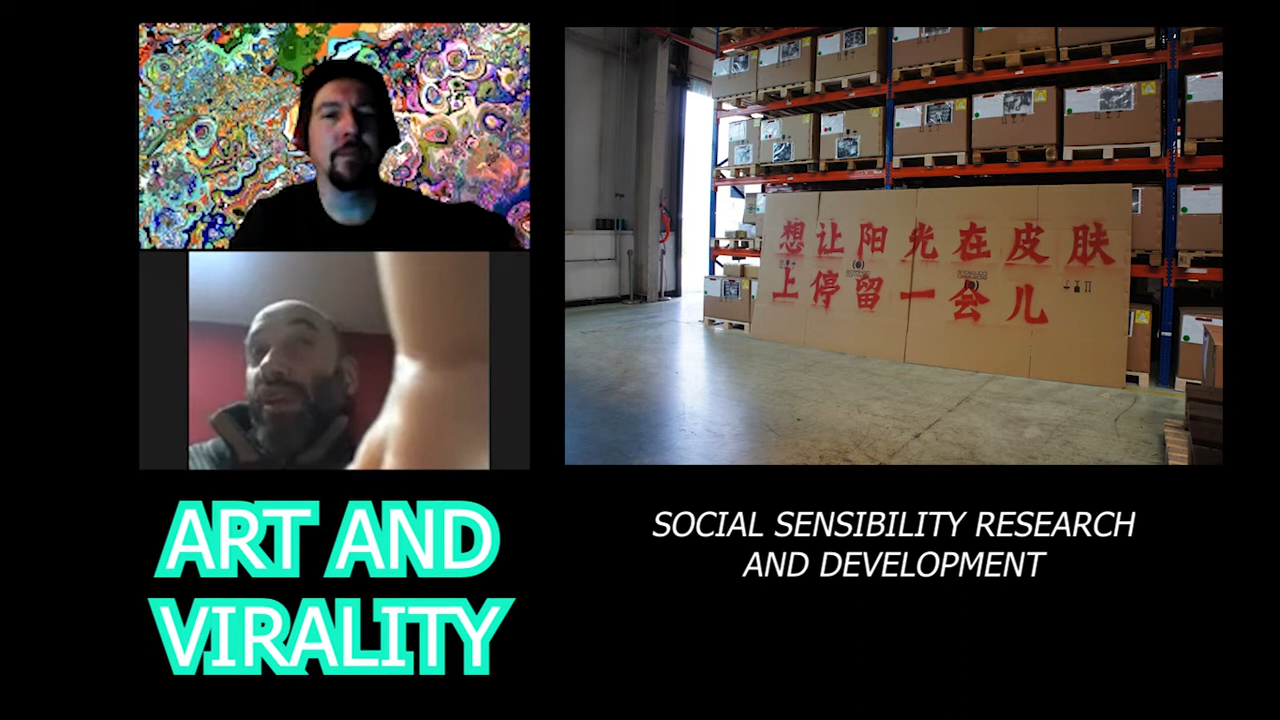 想让阳光在皮肤
上停留一会儿
ART AND
VIRALITY
SOCIAL SENSIBILITY RESEARCH
AND DEVELOPMENT